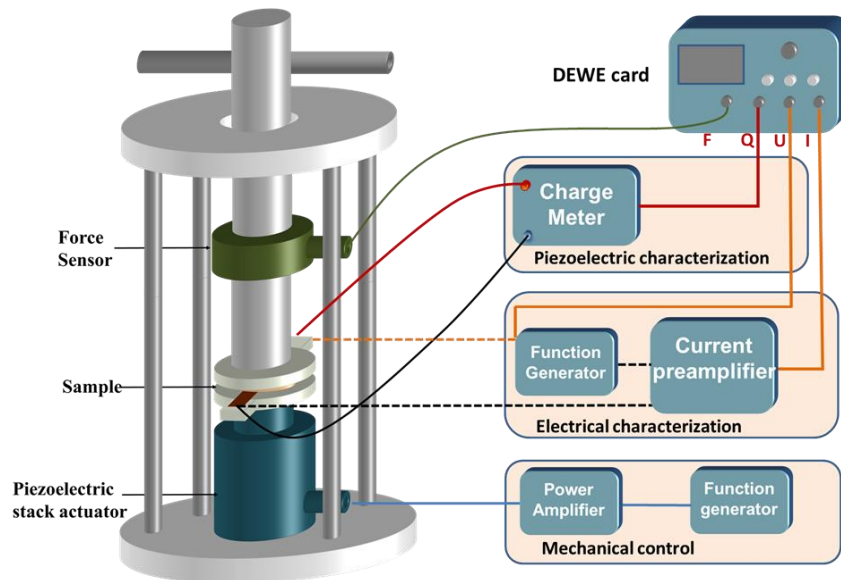 DEWE card
F Q U I
Charge
Meter
Piezoelectric characterization
Force
Sensor
Function
Generator
Current
preamplifier
Sample
Electrical characterization
Piezoelectric
stack actuator
Power
Amplifier
Function
generator
Mechanical control